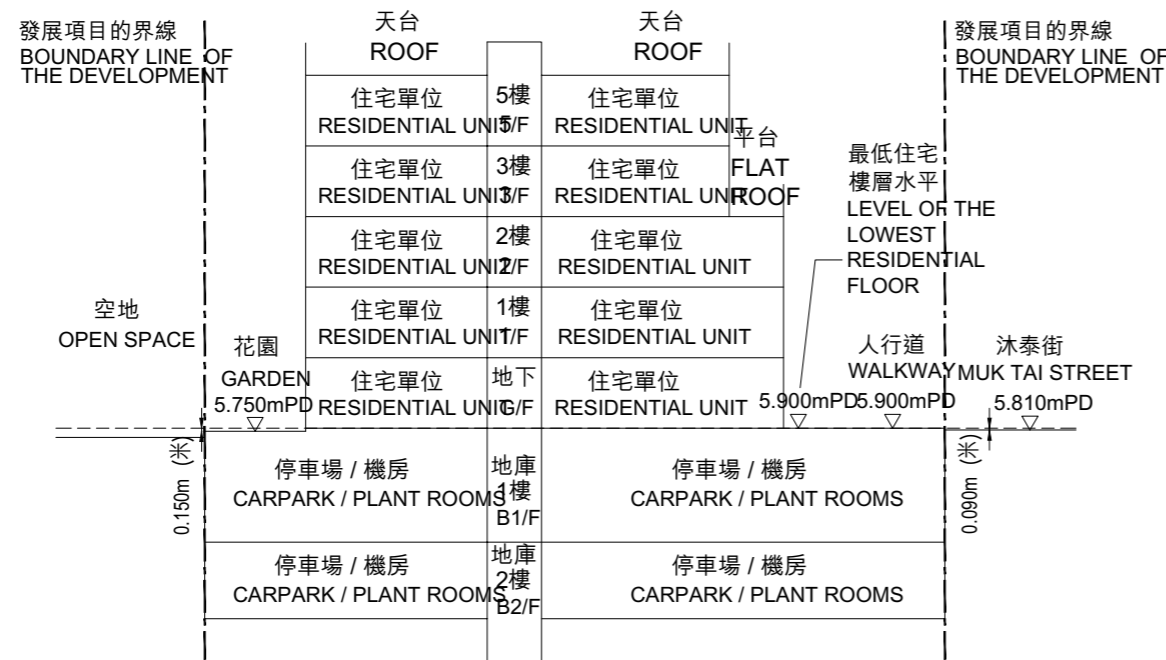 發展項目的界線
BOUNDARY LINE OF
THE DEVELOPMENT
天台
ROOF
天台
ROOF
發展項目的界線
BOUNDARY LINE OF
THE DEVELOPMENT
住宅單位
RESIDENTIAL UNIT
5樓
5/F
住宅單位
RESIDENTIAL UNIT
平台
FLAT
ROOF
住宅單位
RESIDENTIAL UNIT
3樓
3/F
住宅單位
RESIDENTIAL UNIT
最低住宅
樓層水平
LEVEL OF THE
LOWEST
RESIDENTIAL
FLOOR
住宅單位
RESIDENTIAL UNIT
2樓
2/F
住宅單位
RESIDENTIAL UNIT
空地
OPEN SPACE
住宅單位
RESIDENTIAL UNIT
1樓
1/F
住宅單位
RESIDENTIAL UNIT
花園
GARDEN
5.750mPD
住宅單位
RESIDENTIAL UNIT
地下
G/F
住宅單位
RESIDENTIAL UNIT
5.900mPD
人行道
WALKWAY
5.900mPD
沐泰街
MUK TAI STREET
5.810mPD
0.150m (米)
停車場 / 機房
CARPARK / PLANT ROOMS
地庫
1樓
B1/F
停車場 / 機房
CARPARK / PLANT ROOMS
0.090m (米)
停車場 / 機房
CARPARK / PLANT ROOMS
地庫
2樓
B2/F
停車場 / 機房
CARPARK / PLANT ROOMS